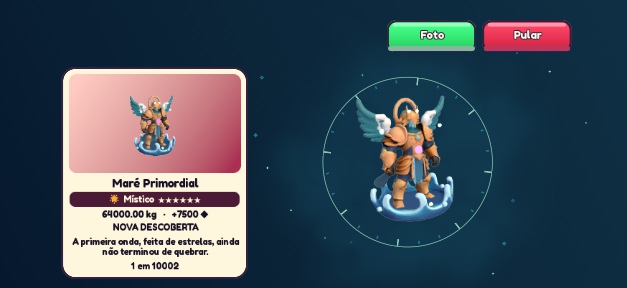 Foto
Pular
Maré Primordial
Místico ★★★★★★
64000.00 kg · +7500 ◆
NOVA DESCOBERTA
A primeira onda, feita de estrelas, ainda
não terminou de quebrar.
1 em 10002